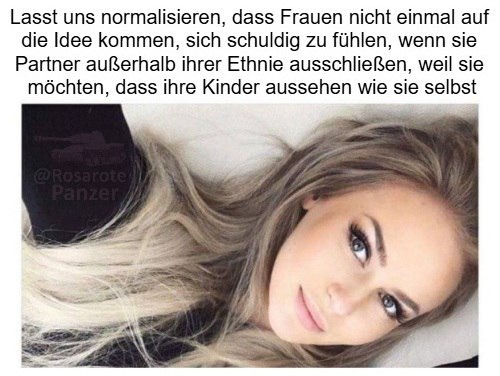 Lasst uns normalisieren, dass Frauen nicht einmal auf
die Idee kommen, sich schuldig zu fühlen, wenn sie
Partner außerhalb ihrer Ethnie ausschließen, weil sie
möchten, dass ihre Kinder aussehen wie sie selbst
@Rosarote
Panzer